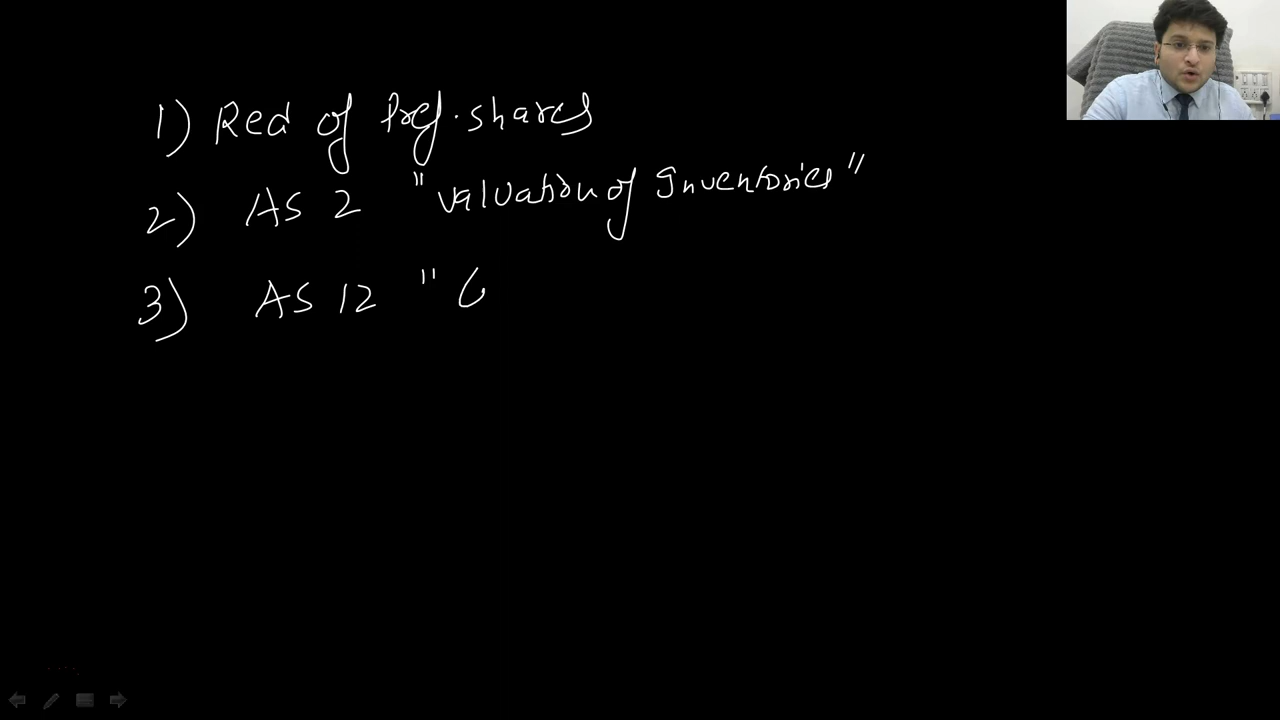 1) Red of Pref. shares
2) AS 2 "valuation of Inventories"
3) AS 12 "G